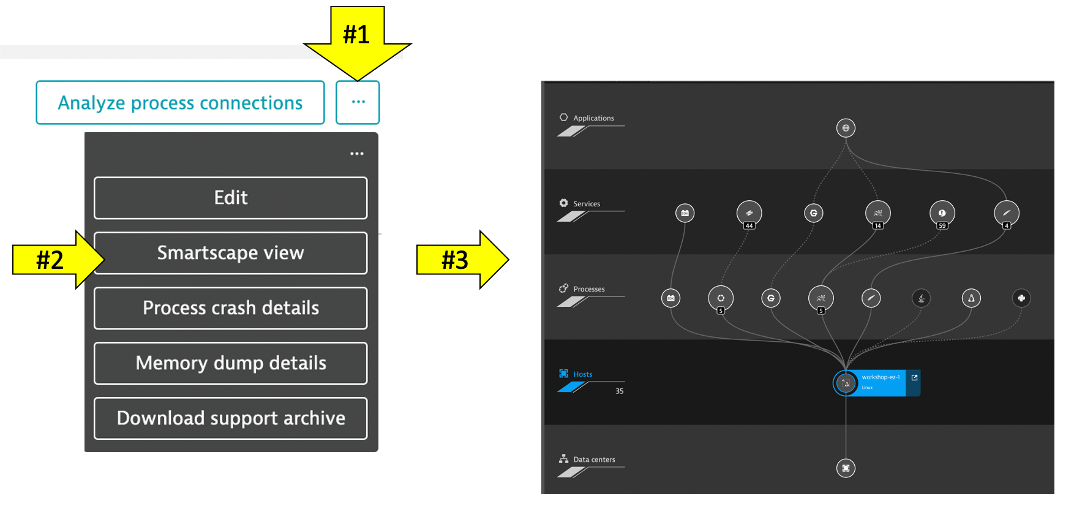 #1
Analyze process connections
...
...
Edit
#2
Smartscape view
Process crash details
Memory dump details
Download support archive
#3
Applications
Services
44
14
59
4
Processes
5
5
Hosts
35
workshop-ez-1
Linux
Data centers